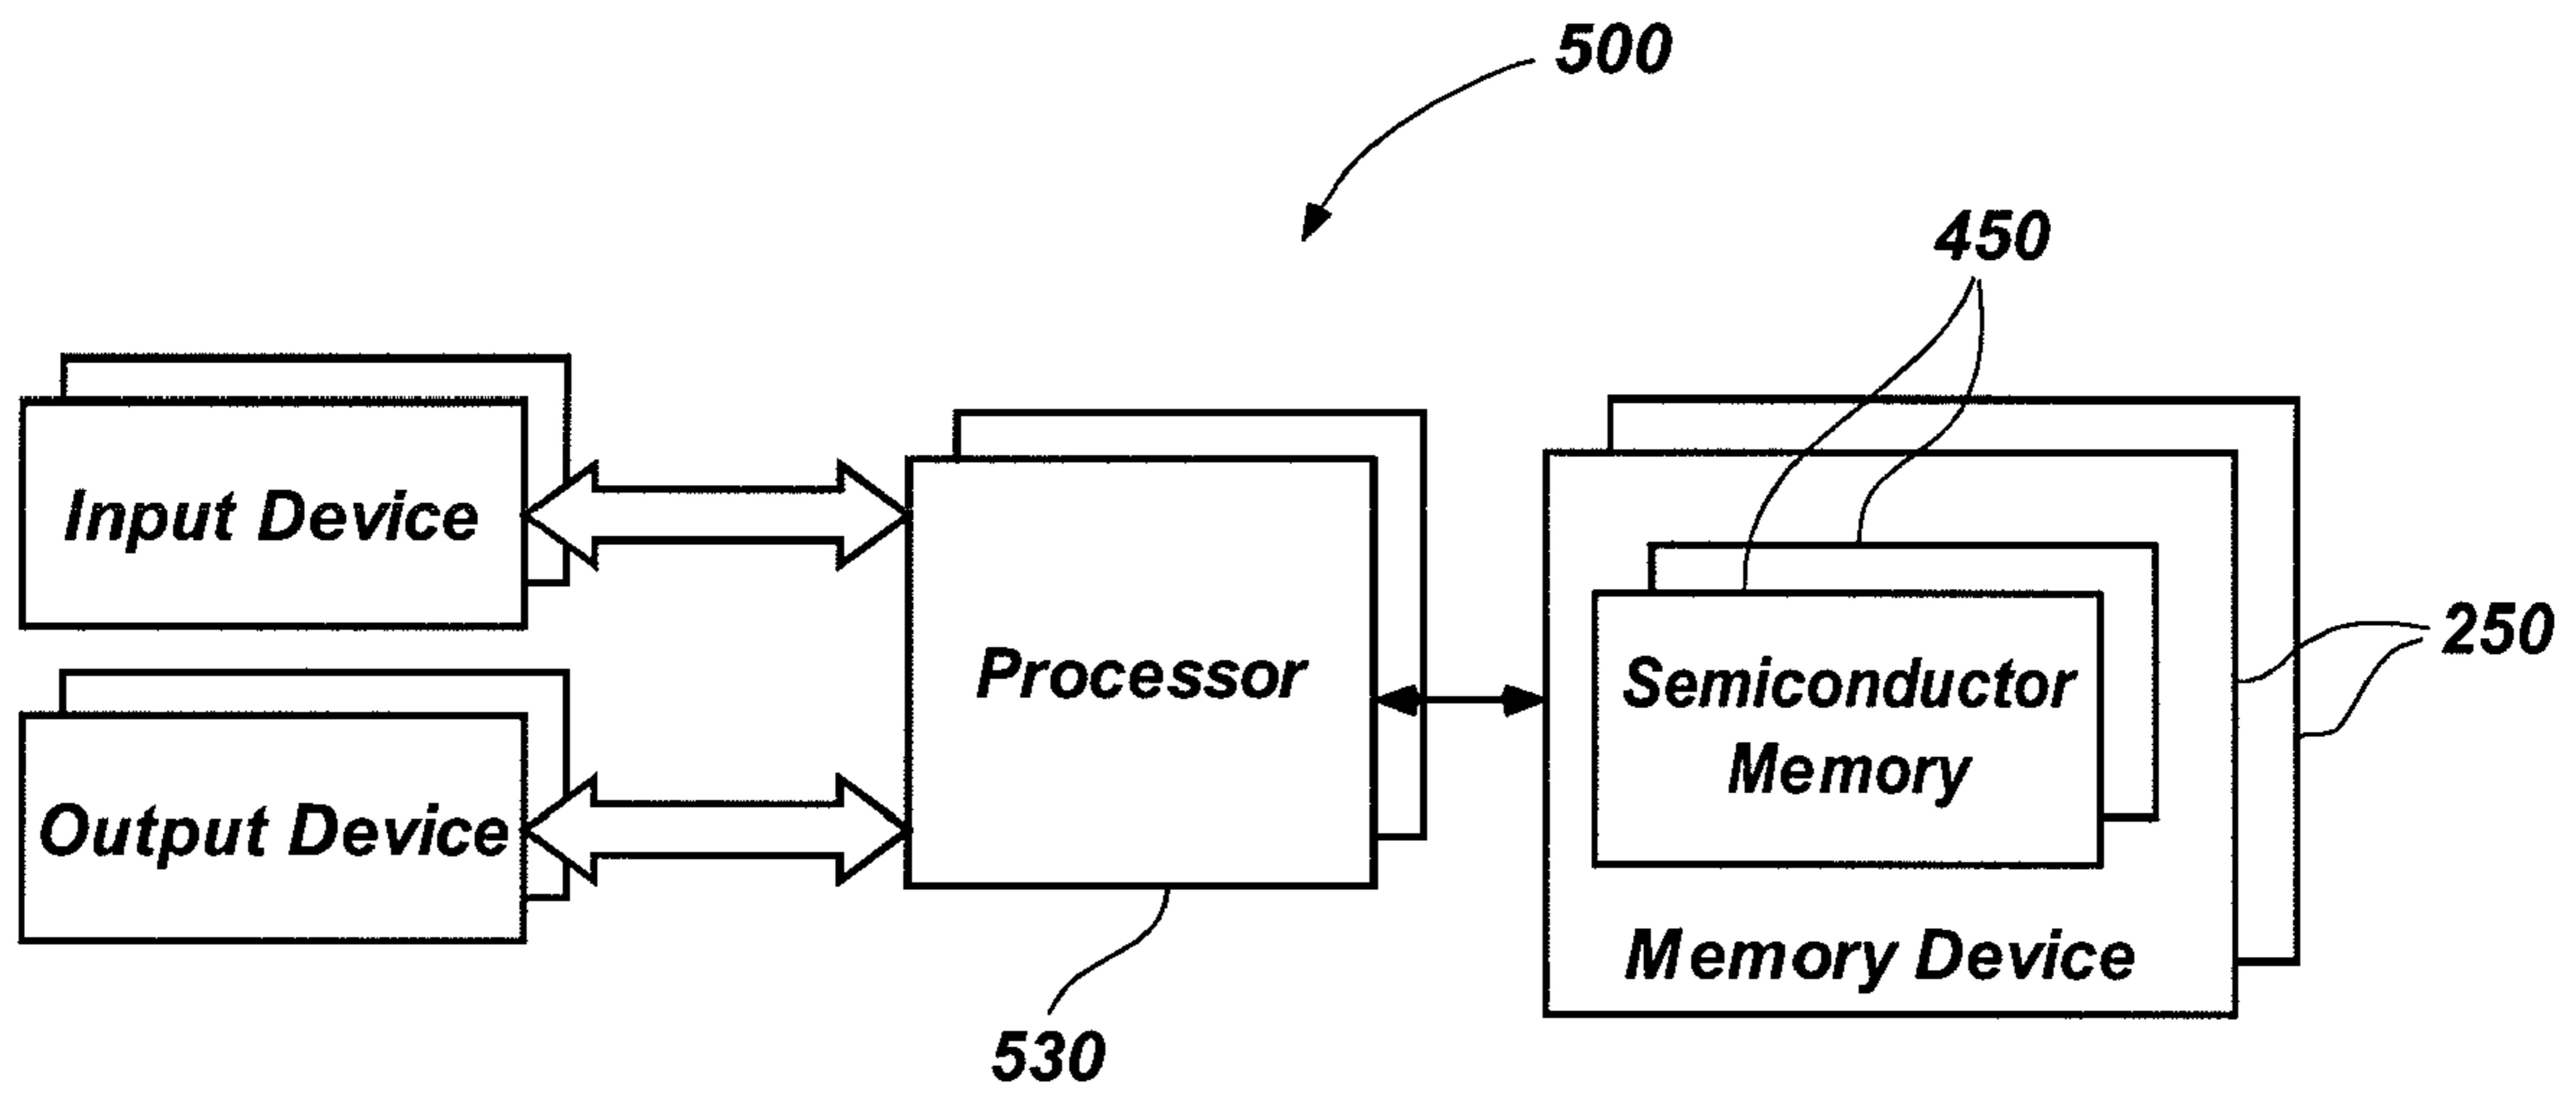 500
450
Input Device
Processor
250
Semiconductor
Memory
Output Device
Memory Device
530